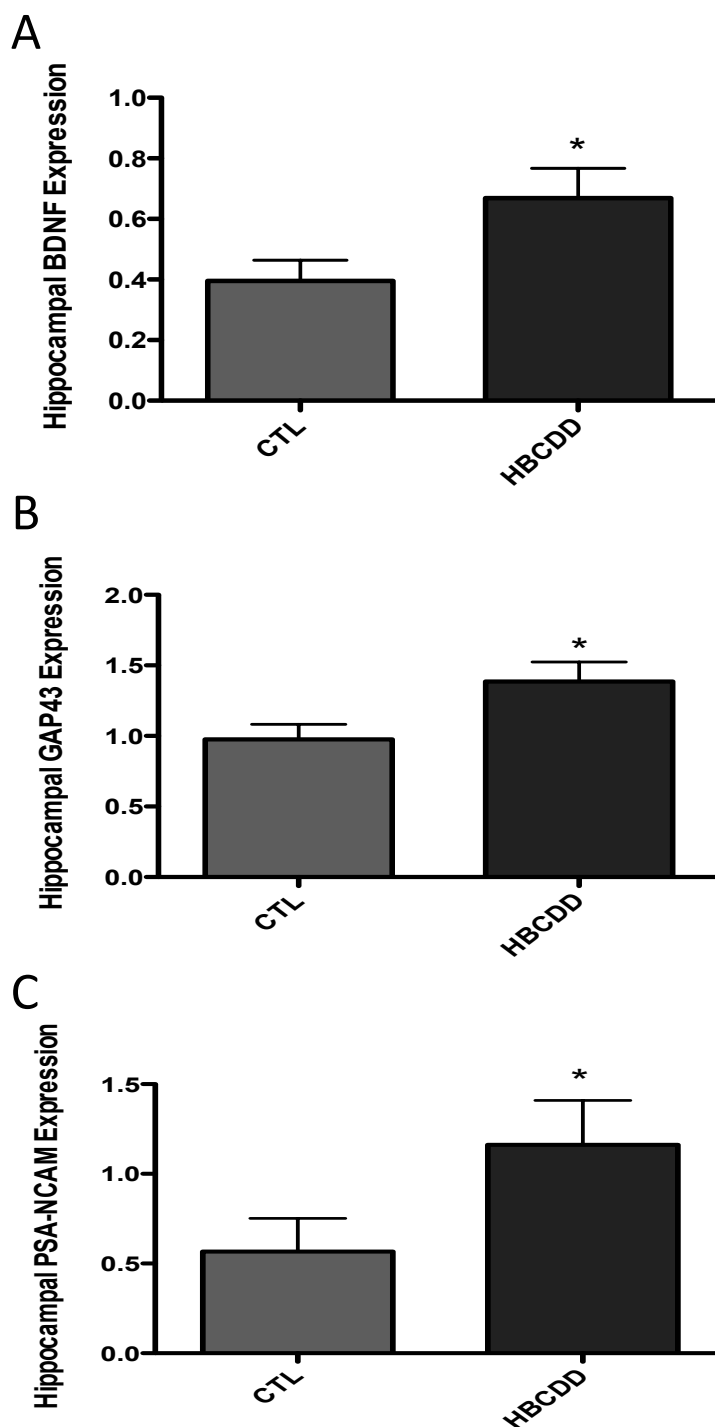 A
Hippocampal BDNF Expression
1.0
0.8
0.6
0.4
0.2
0.0
*
CTL
HBCDD
B
Hippocampal GAP43 Expression
2.0
1.5
1.0
0.5
0.0
*
CTL
HBCDD
C
Hippocampal PSA-NCAM Expression
1.5
1.0
0.5
0.0
*
CTL
HBCDD